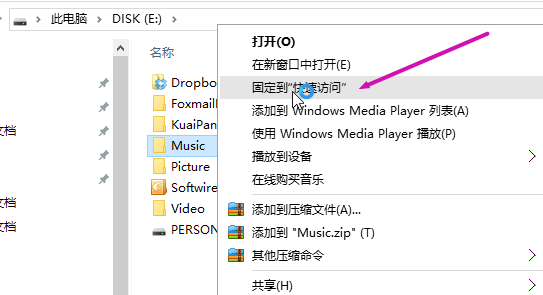 此电脑 › DISK (E:) ›
名称
Dropbo
FoxmailF
KuaiPan
Music
Picture
Softwire
Video
PERSON
文档
文档
文档
打开(O)
在新窗口中打开(E)
固定到"快速访问"
添加到 Windows Media Player 列表(A)
使用 Windows Media Player 播放(P)
播放到设备
在线购买音乐
添加到压缩文件(A)...
添加到 "Music.zip" (T)
其他压缩命令
共享(H)